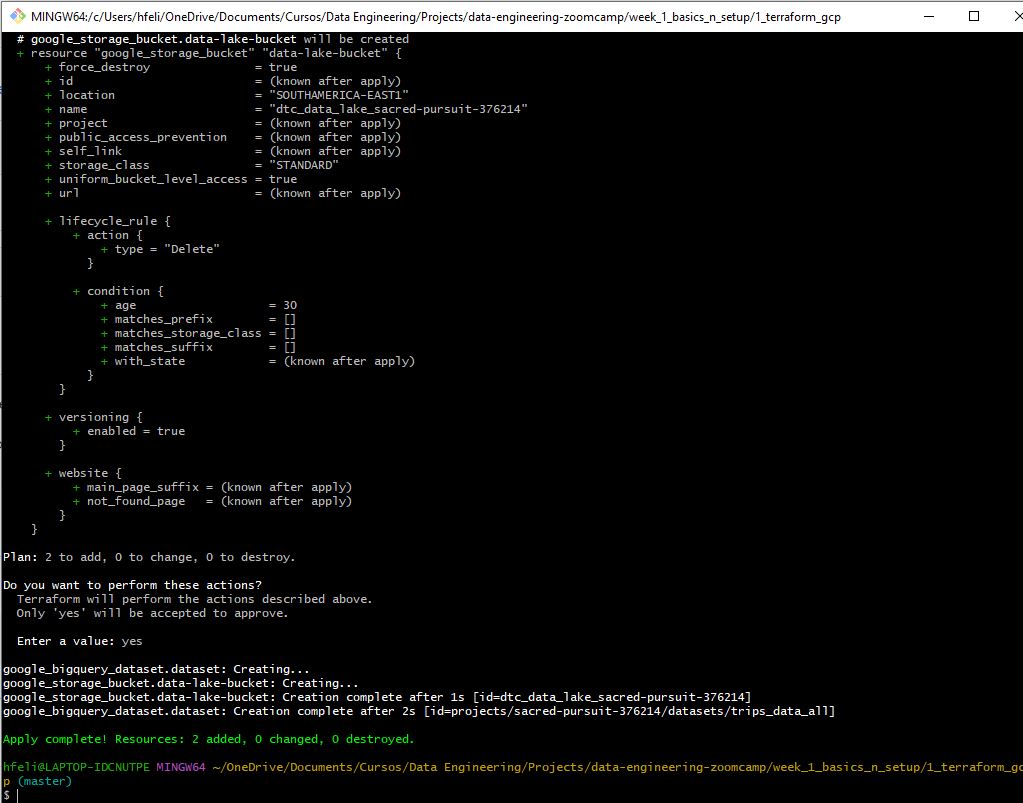 MINGW64:/c/Users/hfeli/OneDrive/Documents/Cursos/Data Engineering/Projects/data-engineering-zoomcamp/week_1_basics_n_setup/1_terraform_gcp
# google_storage_bucket.data-lake-bucket will be created
+ resource "google_storage_bucket" "data-lake-bucket" {
+ force_destroy = true
+ id = (known after apply)
+ location = "SOUTHAMERICA-EAST1"
+ name = "dtc_data_lake_sacred-pursuit-376214"
+ project = (known after apply)
+ public_access_prevention = (known after apply)
+ self_link = (known after apply)
+ storage_class = "STANDARD"
+ uniform_bucket_level_access = true
+ url = (known after apply)
+ lifecycle_rule {
+ action {
+ type = "Delete"
}
+ condition {
+ age = 30
+ matches_prefix = []
+ matches_storage_class = []
+ matches_suffix = []
+ with_state = (known after apply)
}
}
+ versioning {
+ enabled = true
}
+ website {
+ main_page_suffix = (known after apply)
+ not_found_page = (known after apply)
}
}
Plan: 2 to add, 0 to change, 0 to destroy.
Do you want to perform these actions?
Terraform will perform the actions described above.
Only 'yes' will be accepted to approve.
Enter a value: yes
google_bigquery_dataset.dataset: Creating...
google_storage_bucket.data-lake-bucket: Creating...
google_storage_bucket.data-lake-bucket: Creation complete after 1s [id=dtc_data_lake_sacred-pursuit-376214]
google_bigquery_dataset.dataset: Creation complete after 2s [id=projects/sacred-pursuit-376214/datasets/trips_data_all]
Apply complete! Resources: 2 added, 0 changed, 0 destroyed.
hfeli@LAPTOP-IDCNUTPE MINGW64 ~/OneDrive/Documents/Cursos/Data Engineering/Projects/data-engineering-zoomcamp/week_1_basics_n_setup/1_terraform_gc
p (master)
$